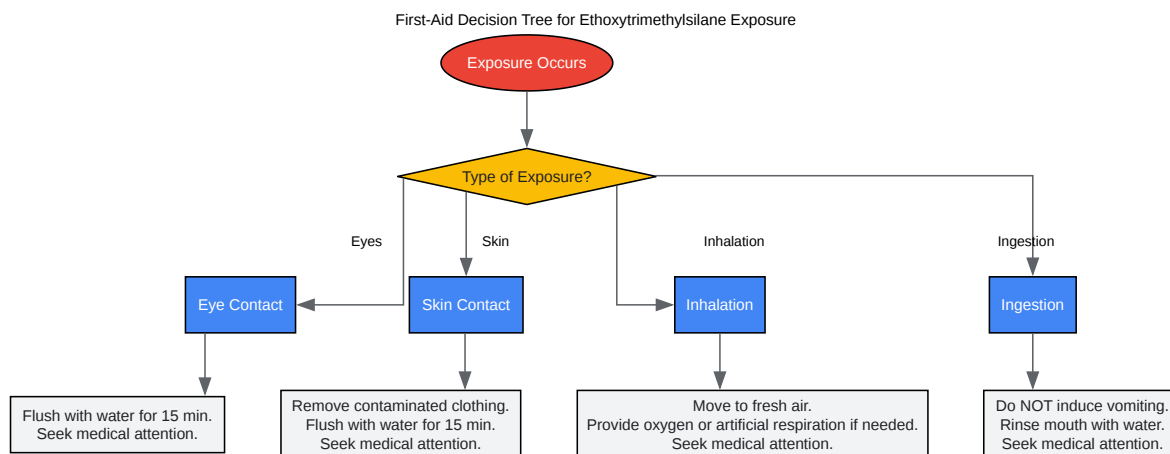 First-Aid Decision Tree for Ethoxytrimethylsilane Exposure
Exposure Occurs
Type of Exposure?
Eyes
Skin
Inhalation
Ingestion
Eye Contact
Skin Contact
Inhalation
Ingestion
Flush with water for 15 min.
Seek medical attention.
Remove contaminated clothing.
Flush with water for 15 min.
Seek medical attention.
Move to fresh air.
Provide oxygen or artificial respiration if needed.
Seek medical attention.
Do NOT induce vomiting.
Rinse mouth with water.
Seek medical attention.